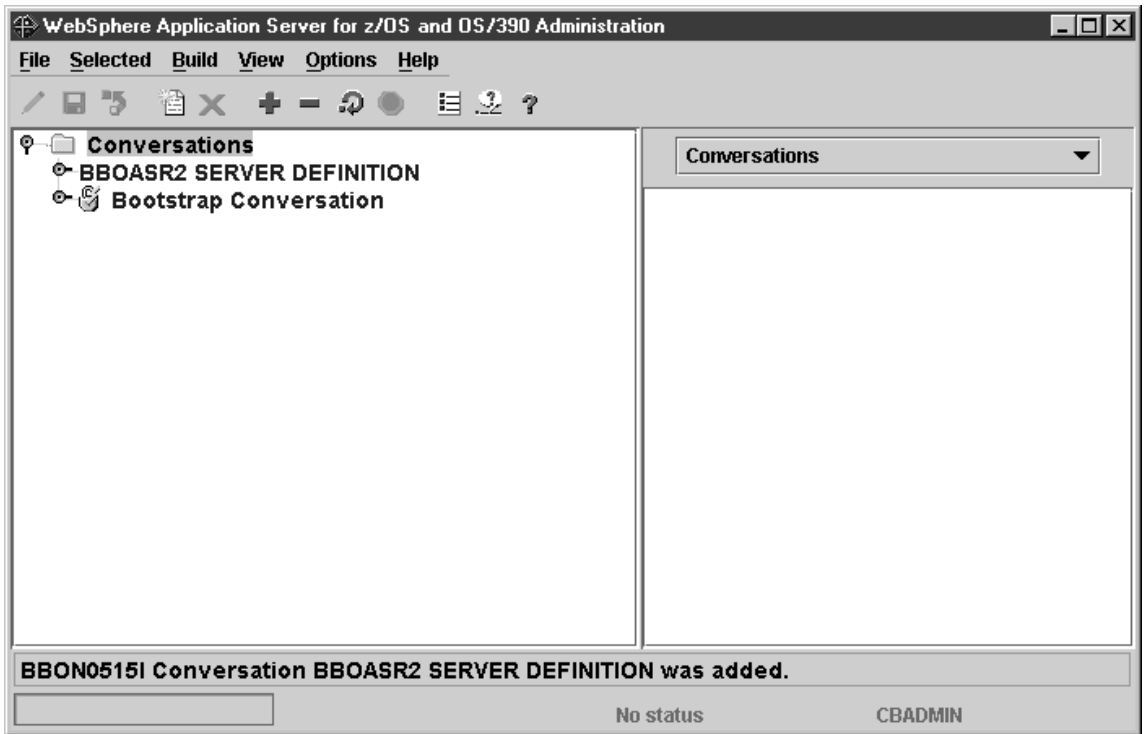 WebSphere Application Server for z/OS and OS/390 Administration
File Selected Build View Options Help
Conversations
BBOASR2 SERVER DEFINITION
Bootstrap Conversation
Conversations
BBON0515I Conversation BBOASR2 SERVER DEFINITION was added.
No status CBADMIN